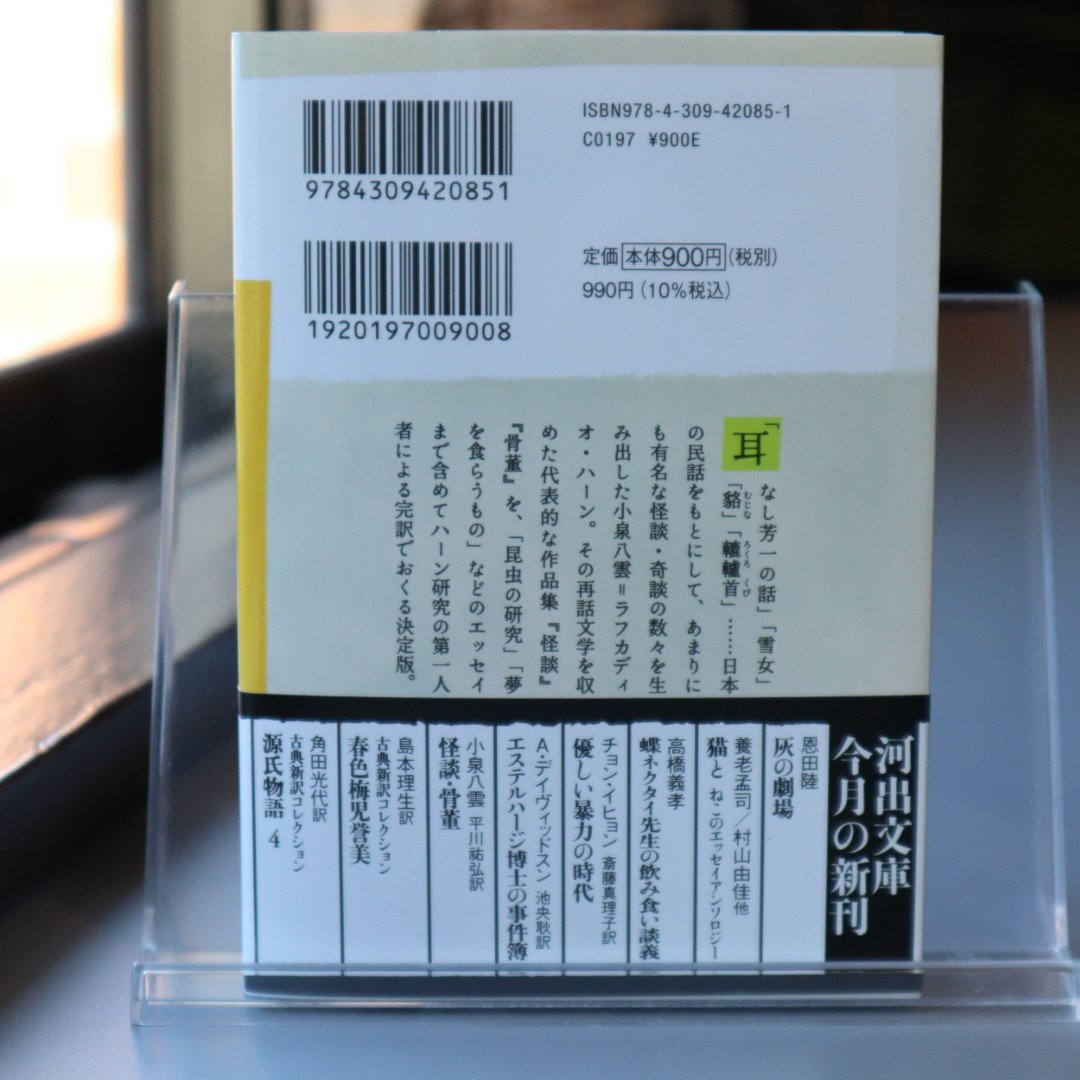 ISBN978-4-309-42085-1
C0197 ¥900E
9784309420851
定価 本体900円(税別)
990円(10%税込)
1920197009008
「耳なし芳一の話」「雪女」
「貉」「轆轤首」……日本
むじな ろくろ くび
の民話をもとにして、あまりに
も有名な怪談・奇談の数々を生
み出した小泉八雲=ラフカディ
オ・ハーン。その再話文学を収
めた代表的な作品集『怪談』
『骨董』を、「昆虫の研究」「夢
を食らうもの」などのエッセイ
まで含めてハーン研究の第一人
者による完訳でおくる決定版。
河出文庫
今月の新刊
恩田陸
灰の劇場
養老孟司/村山由佳他
猫と ねこのエッセイアンソロジー
高橋義孝
蝶ネクタイ先生の飲み食い談義
チョン・イヒョン 斎藤真理子訳
優しい暴力の時代
A・デイヴィッドスン 池央耿訳
エステルハージ博士の事件簿
小泉八雲 平川祐弘訳
怪談・骨董
島本理生訳
古典新訳コレクション
春色梅児誉美
角田光代訳
古典新訳コレクション
源氏物語 4